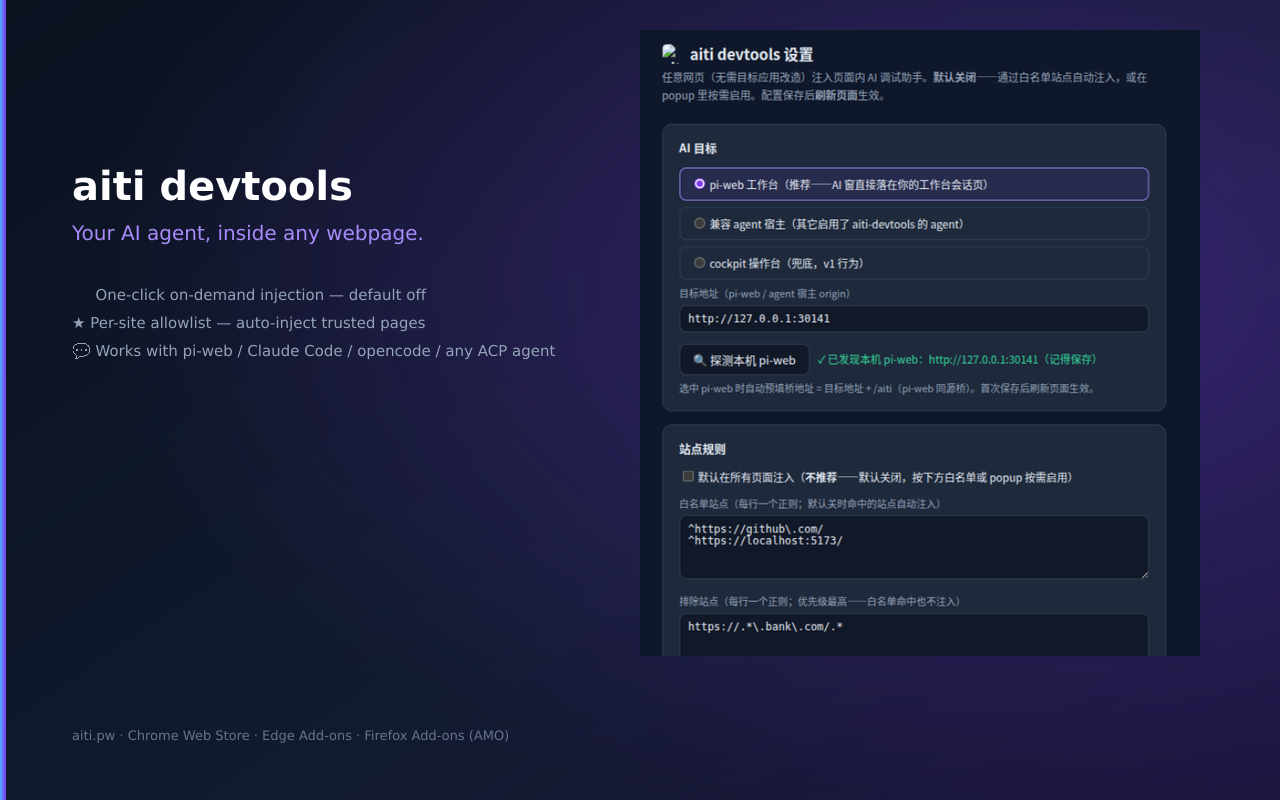 aiti devtools
Your AI agent, inside any webpage.
One-click on-demand injection — default off
★ Per-site allowlist — auto-inject trusted pages
💬 Works with pi-web / Claude Code / opencode / any ACP agent
aiti.pw · Chrome Web Store · Edge Add-ons · Firefox Add-ons (AMO)
aiti devtools 设置
任意网页（无需目标应用改造）注入页面内 AI 调试助手。默认关闭——通过白名单站点自动注入，或在
popup 里按需启用。配置保存后刷新页面生效。
AI 目标
pi-web 工作台（推荐——AI 窗直接落在你的工作台会话页）
兼容 agent 宿主（其它启用了 aiti-devtools 的 agent）
cockpit 操作台（兜底，v1 行为）
目标地址（pi-web / agent 宿主 origin）
http://127.0.0.1:30141
🔍 探测本机 pi-web
✓ 已发现本机 pi-web：http://127.0.0.1:30141（记得保存）
选中 pi-web 时自动预填桥地址 = 目标地址 + /aiti（pi-web 同源桥）。首次保存后刷新页面生效。
站点规则
默认在所有页面注入（不推荐——默认关闭，按下方白名单或 popup 按需启用）
白名单站点（每行一个正则；默认关时命中的站点自动注入）
^https://github\.com/
^https://localhost:5173/
排除站点（每行一个正则；优先级最高——白名单命中也不注入）
https://.*\.bank\.com/.*